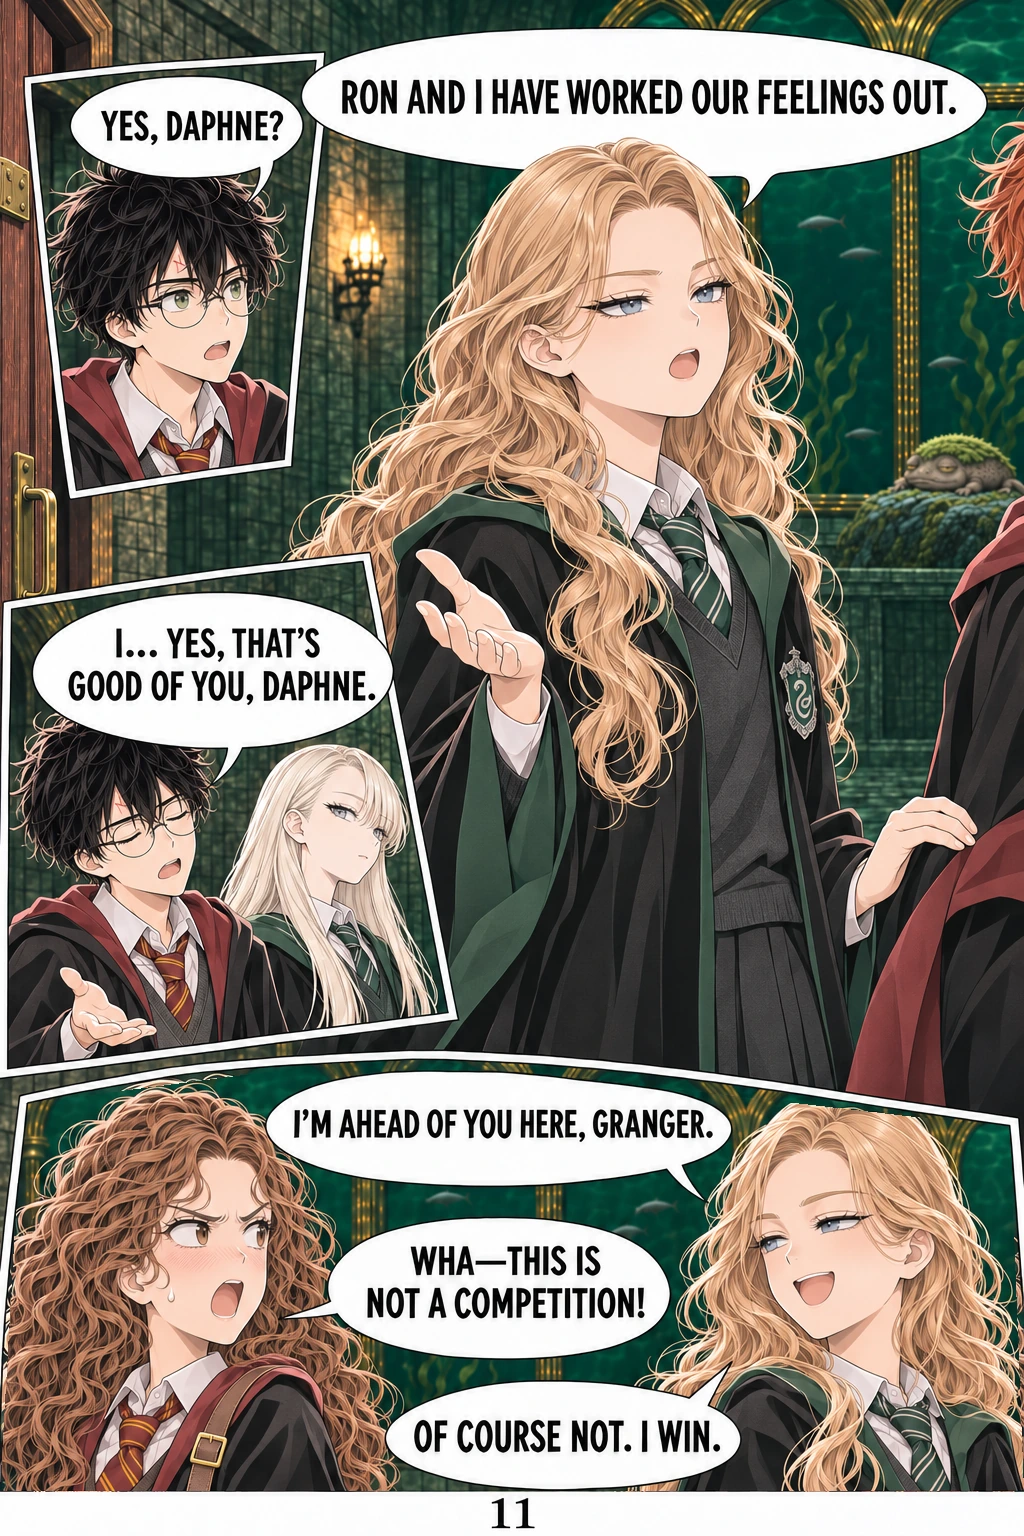 YES, DAPHNE?
RON AND I HAVE WORKED OUR FEELINGS OUT.
I... YES, THAT'S
GOOD OF YOU, DAPHNE.
I'M AHEAD OF YOU HERE, GRANGER.
WHA—THIS IS
NOT A COMPETITION!
OF COURSE NOT. I WIN.
11